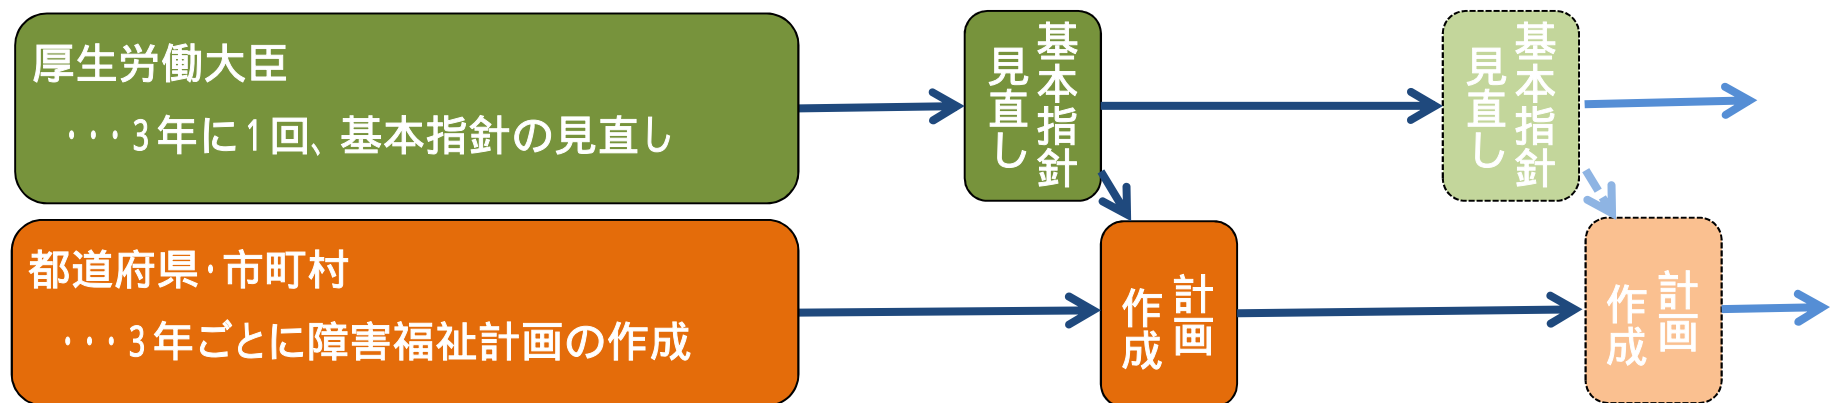 厚生労働大臣
・・・3年に1回、基本指針の見直し
基本指針
見直し
基本指針
見直し
都道府県・市町村
・・・3年ごとに障害福祉計画の作成
計画
作成
計画
作成